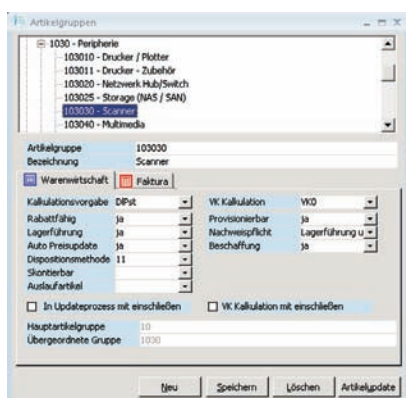 Artikelgruppen
1030 - Peripherie
103010 - Drucker / Plotter
103011 - Drucker - Zubehör
103020 - Netzwerk Hub/Switch
103025 - Storage (NAS / SAN)
103030 - Scanner
103040 - Multimedia
Artikelgruppe 103030
Bezeichnung Scanner
Warenwirtschaft Faktura
Kalkulationsvorgabe DIPst VK Kalkulation VK0
Rabattfähig ja Provisionierbar ja
Lagerführung ja Nachweispflicht Lagerführung u
Auto Preisupdate ja Beschaffung ja
Dispositionsmethode 11
Skontierbar
Auslaufartikel
In Updateprozess mit einschließen VK Kalkulation mit einschließen
Hauptartikelgruppe 10
Übergeordnete Grupp 1030
Neu Speichern Löschen Artikelupdate